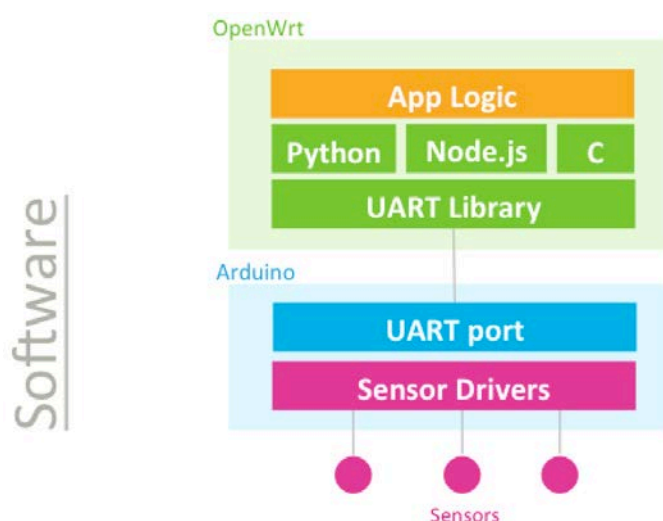 OpenWrt
App Logic
Python Node.js C
UART Library
Software
Arduino
UART port
Sensor Drivers
Sensors